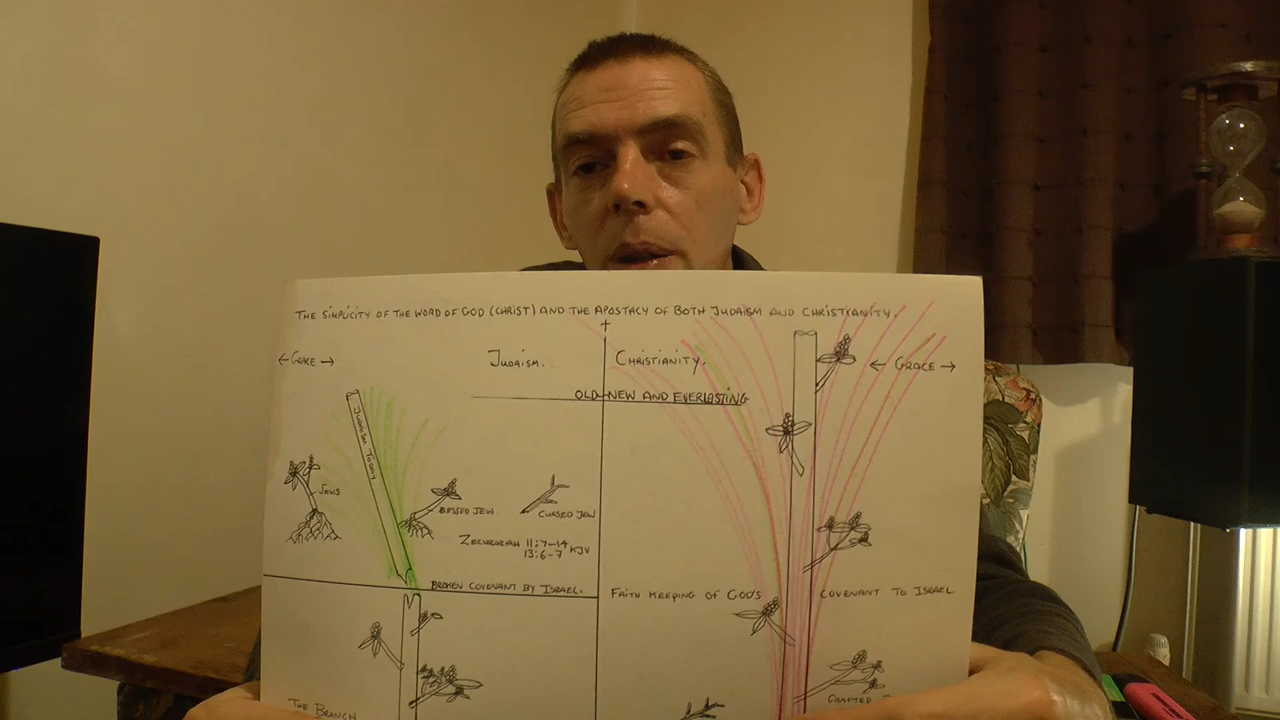 THE SIMPLICITY OF THE WORD OF GOD (CHRIST) AND THE APOSTACY OF BOTH JUDAISM AND CHRISTIANITY.
← GRACE →
JUDAISM.
CHRISTIANITY.
← GRACE →
OLD-NEW AND EVERLASTING
JUDAISM TODAY
JEWS
BLESSED JEW.
CURSED JEW
ZECHARIAH 11:7-14
13:6-7 KJV
BROKEN COVENANT BY ISRAEL.
FAITH KEEPING OF GOD'S COVENANT TO ISRAEL.
THE BRANCH
GRAFTED